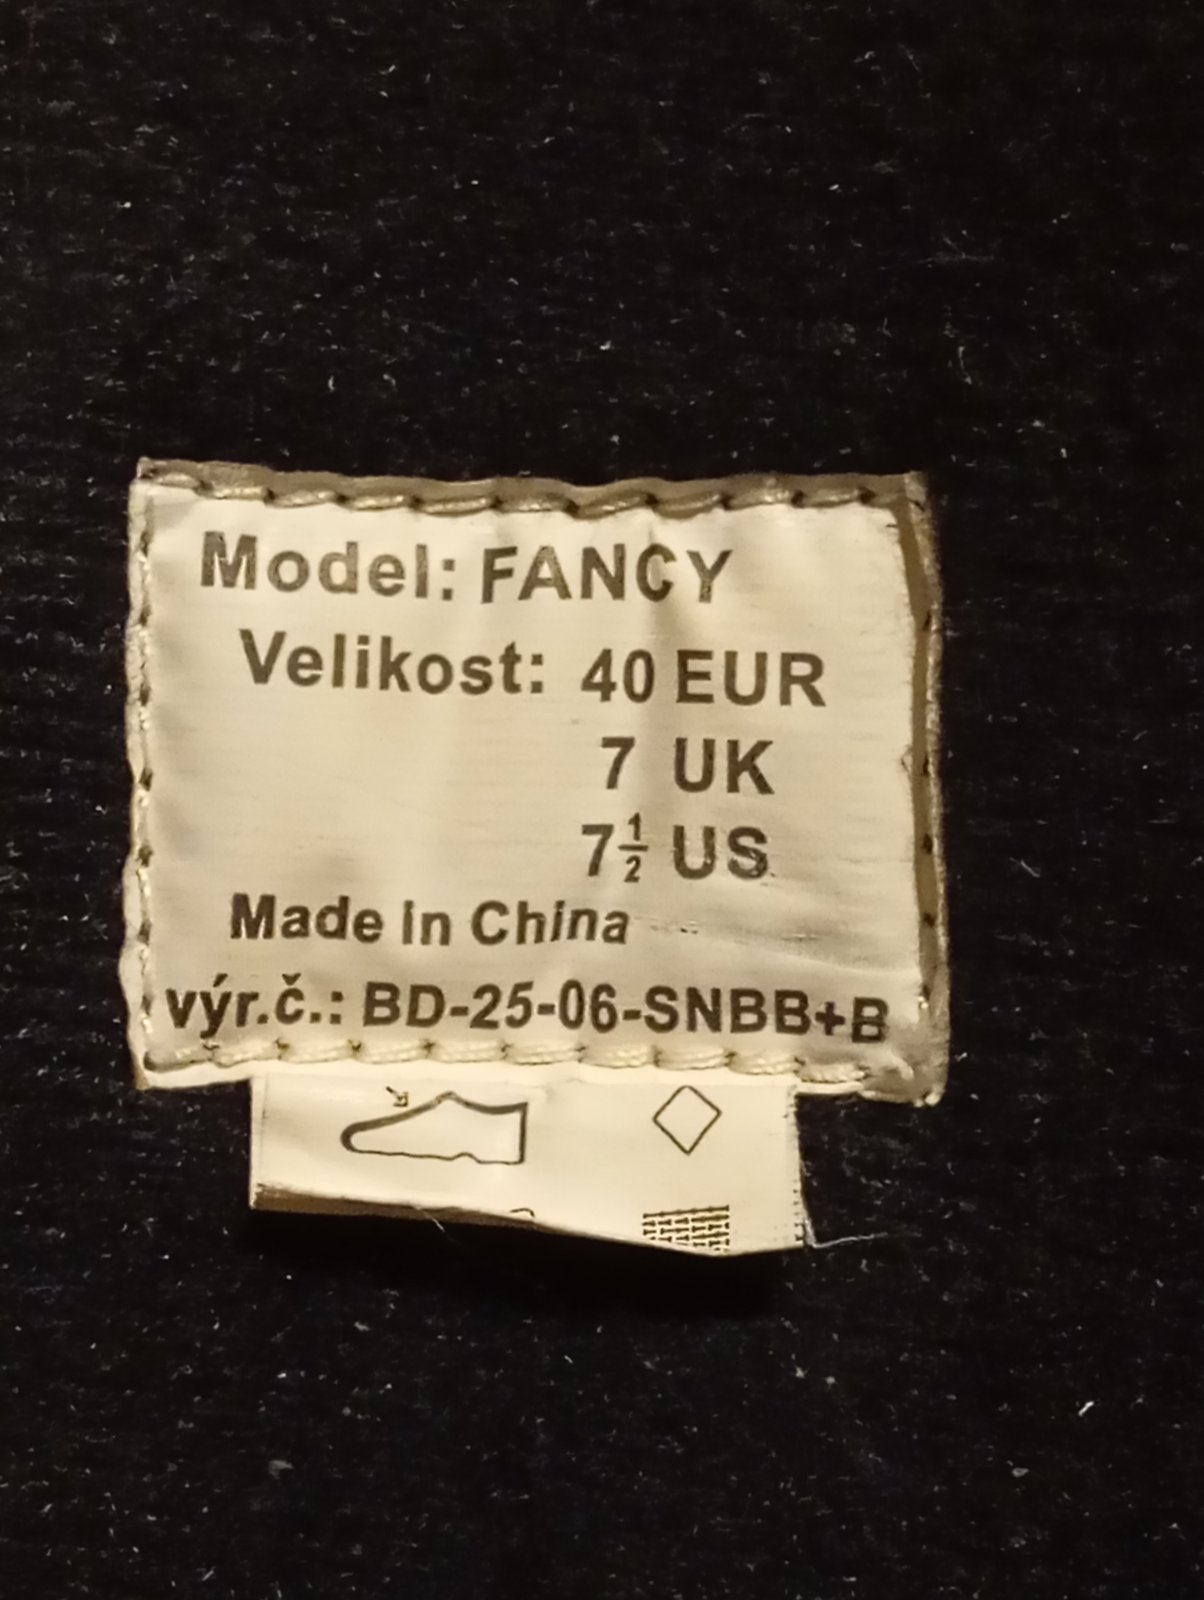 Model: FANCY
Velikost: 40 EUR
7 UK
7½ US
Made in China
výr.č.: BD-25-06-SNBB+B